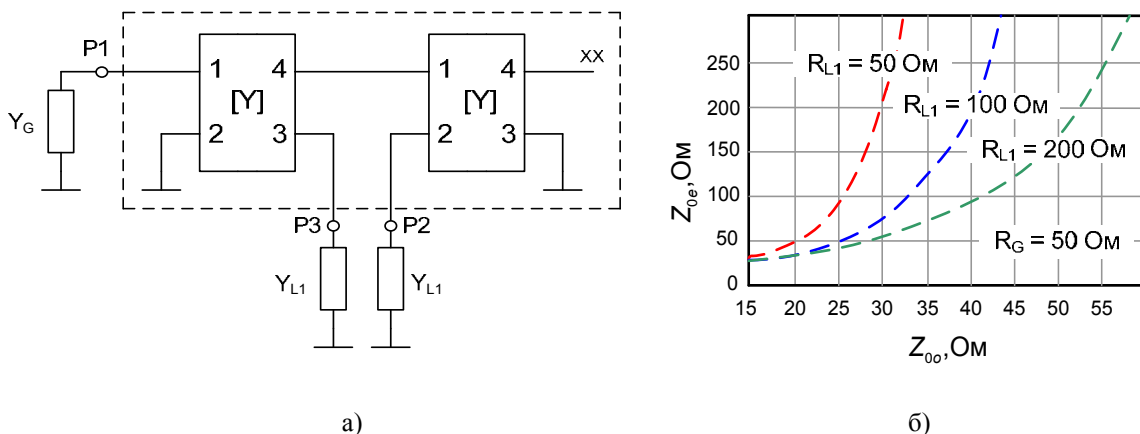 P1
Y_G
1
4
[Y]
2
3
1
4
[Y]
2
3
xx
P3
P2
Y_L1
Y_L1
а)
Z_0e, Ом
250
200
150
100
50
0
15
20
25
30
35
40
45
50
55
Z_0o, Ом
R_L1 = 50 Ом
R_L1 = 100 Ом
R_L1 = 200 Ом
R_G = 50 Ом
б)